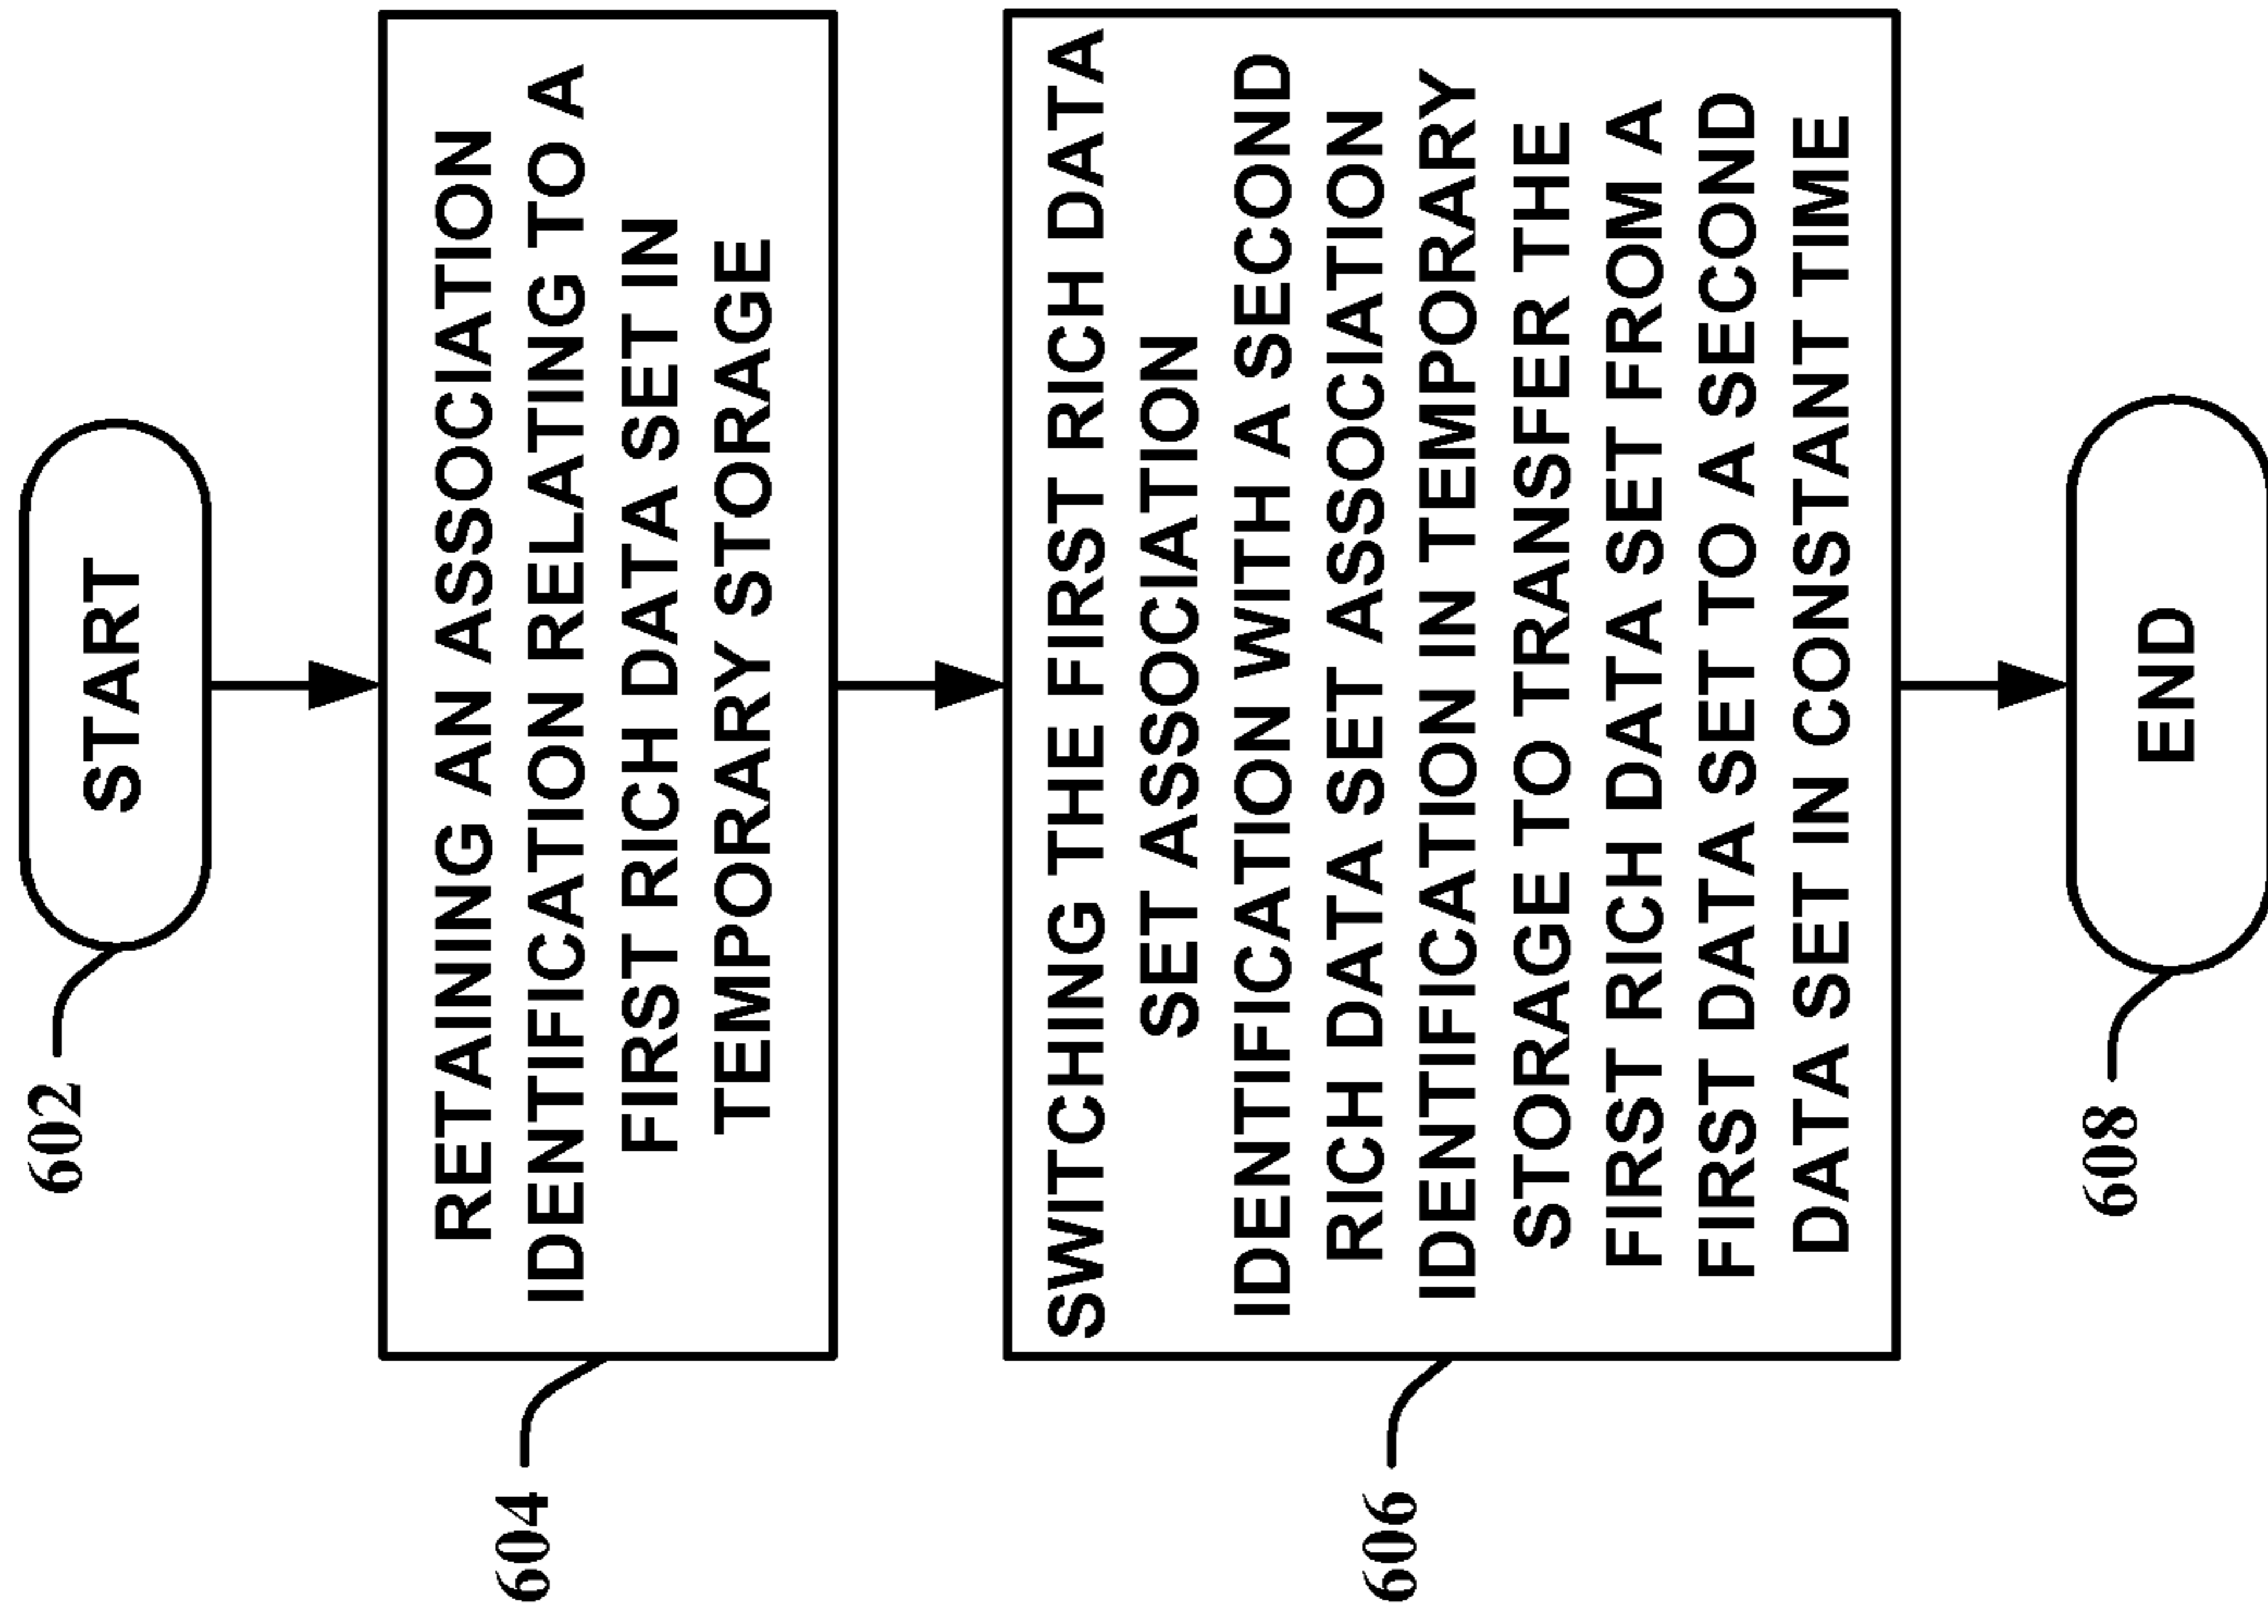 START
602
RETAINING AN ASSOCIATION
IDENTIFICATION RELATING TO A
FIRST RICH DATA SET IN
TEMPORARY STORAGE
604
SWITCHING THE FIRST RICH DATA
SET ASSOCIATION
IDENTIFICATION WITH A SECOND
RICH DATA SET ASSOCIATION
IDENTIFICATION IN TEMPORARY
STORAGE TO TRANSFER THE
FIRST RICH DATA SET FROM A
FIRST DATA SET TO A SECOND
DATA SET IN CONSTANT TIME
606
END
608